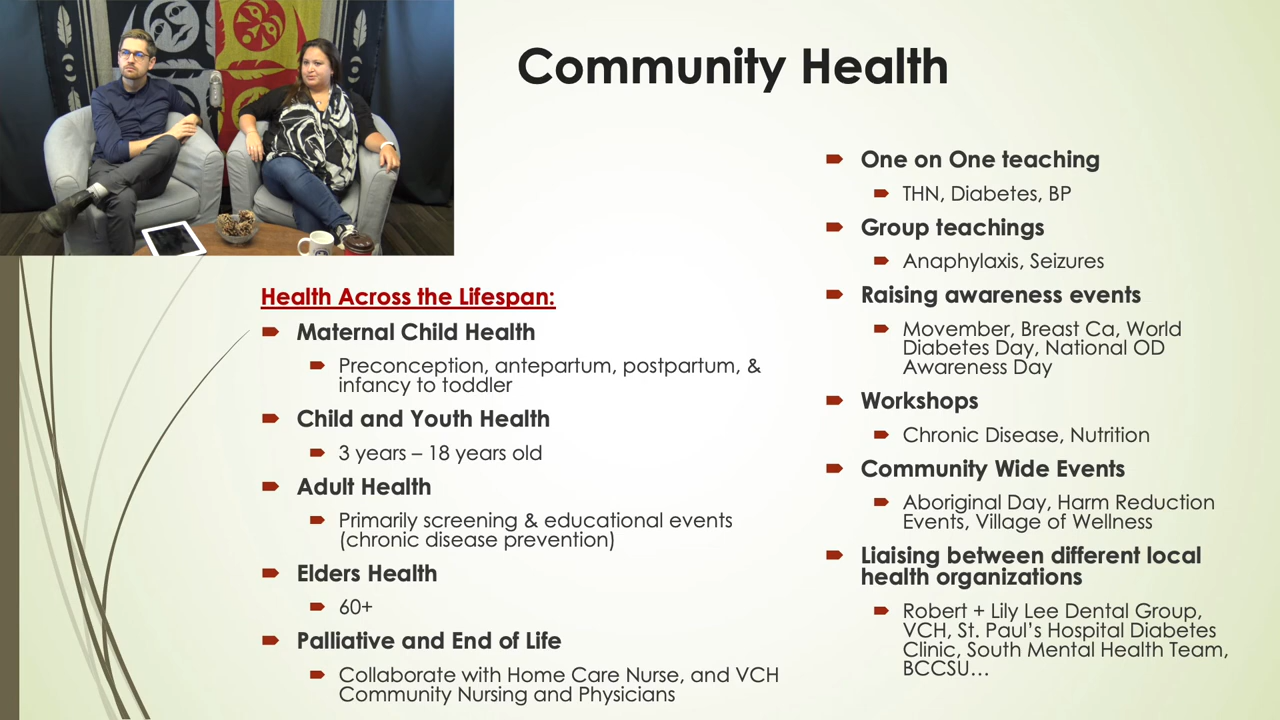 Community Health
Health Across the Lifespan:
Maternal Child Health
Preconception, antepartum, postpartum, &
infancy to toddler
Child and Youth Health
3 years – 18 years old
Adult Health
Primarily screening & educational events
(chronic disease prevention)
Elders Health
60+
Palliative and End of Life
Collaborate with Home Care Nurse, and VCH
Community Nursing and Physicians
One on One teaching
THN, Diabetes, BP
Group teachings
Anaphylaxis, Seizures
Raising awareness events
Movember, Breast Ca, World
Diabetes Day, National OD
Awareness Day
Workshops
Chronic Disease, Nutrition
Community Wide Events
Aboriginal Day, Harm Reduction
Events, Village of Wellness
Liaising between different local
health organizations
Robert + Lily Lee Dental Group,
VCH, St. Paul’s Hospital Diabetes
Clinic, South Mental Health Team,
BCCSU…